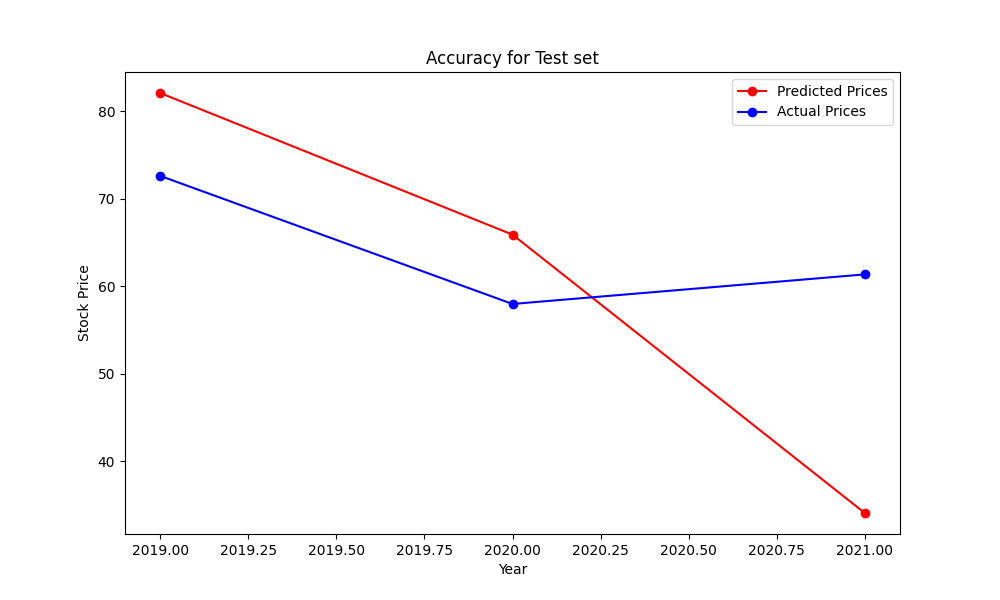 Accuracy for Test set
Predicted Prices
Actual Prices
80
70
60
50
40
Stock Price
2019.00 2019.25 2019.50 2019.75 2020.00 2020.25 2020.50 2020.75 2021.00
Year